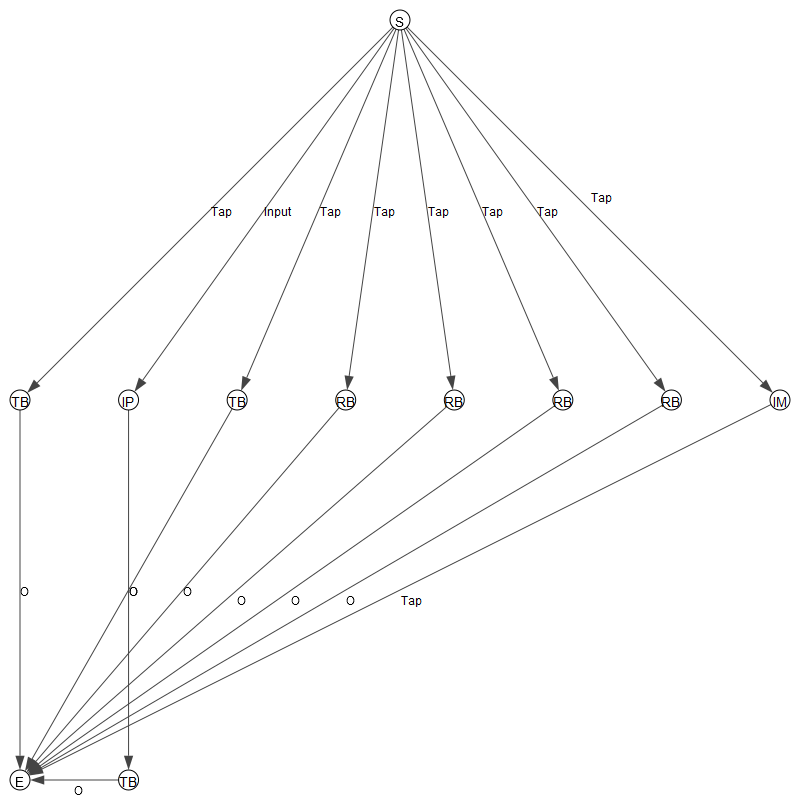 S
Tap
Tap Input Tap Tap Tap Tap Tap
TB IP TB RB RB RB RB IM
O O O
O O O Tap
E TB
O